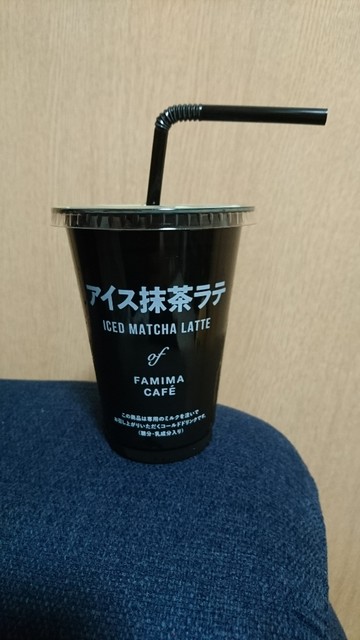 アイス抹茶ラテ
ICED MATCHA LATTE
of
FAMIMA
CAFÉ
この商品は専用のミルクを注いで
お召し上がりいただくコールドドリンクです。
(糖分・乳成分入り)